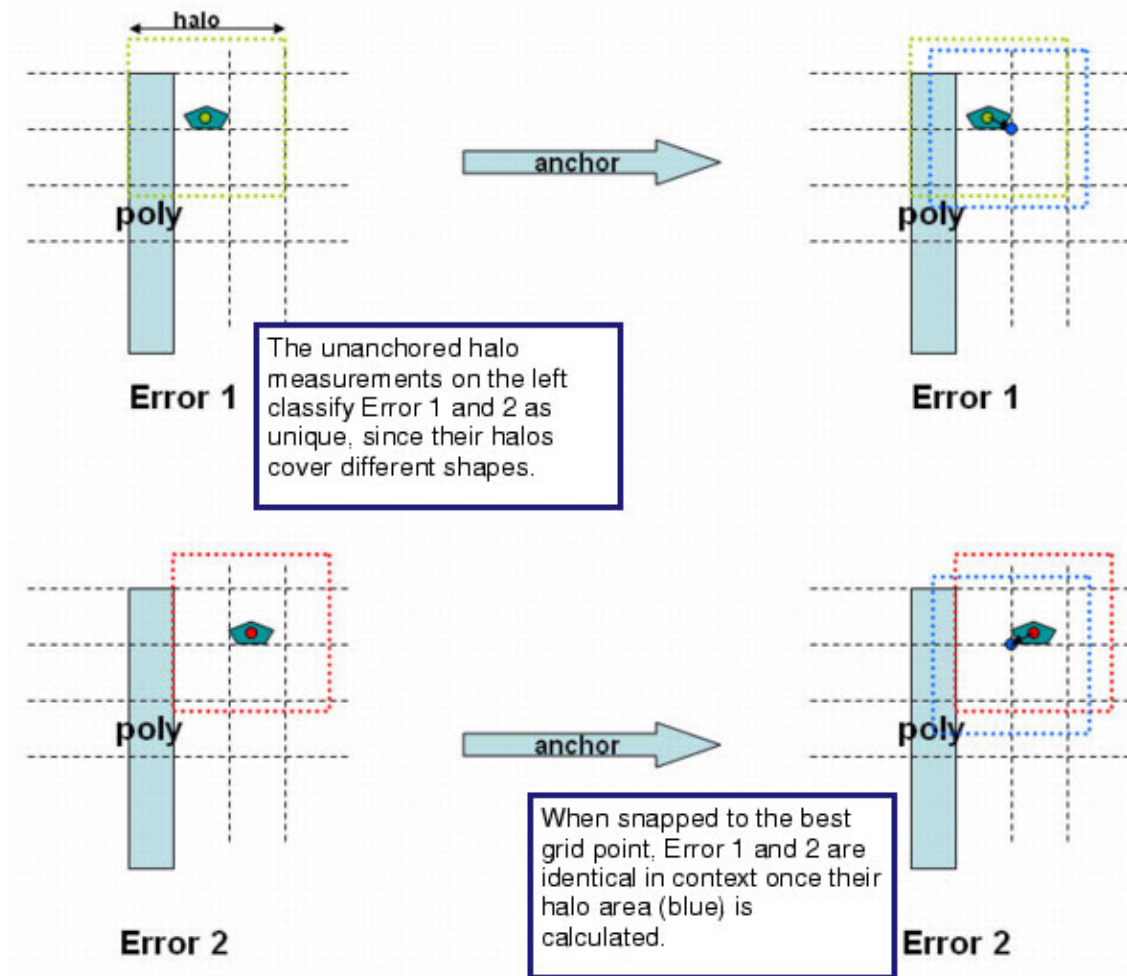 halo
poly
anchor
poly
Error 1
The unanchored halo
measurements on the left
classify Error 1 and 2 as
unique, since their halos
cover different shapes.
Error 1
poly
anchor
poly
Error 2
When snapped to the best
grid point, Error 1 and 2 are
identical in context once their
halo area (blue) is
calculated.
Error 2